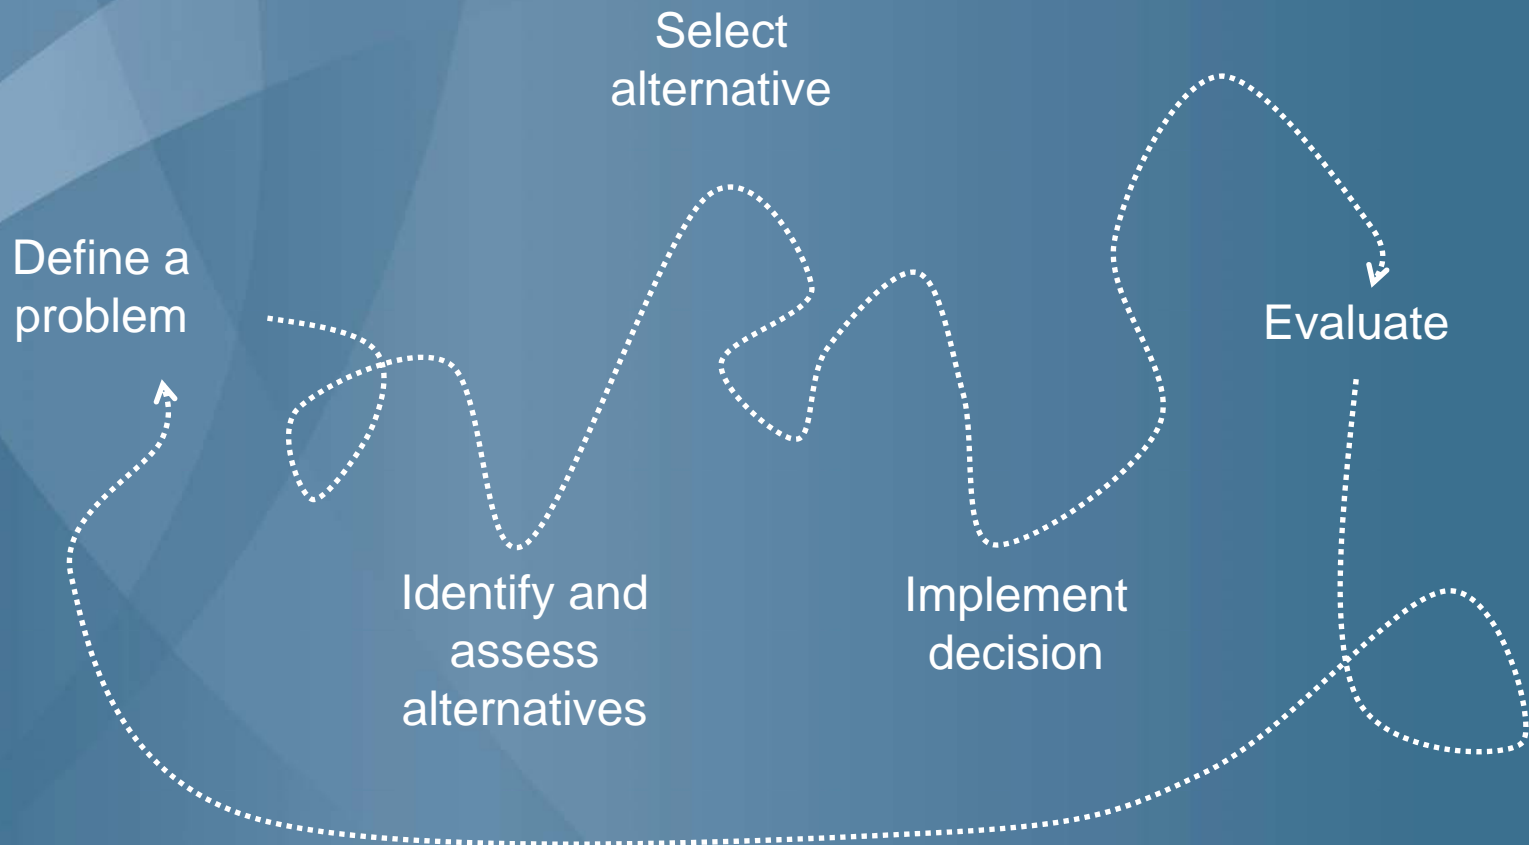 Define a
problem
Identify and
assess
alternatives
Select
alternative
Implement
decision
Evaluate